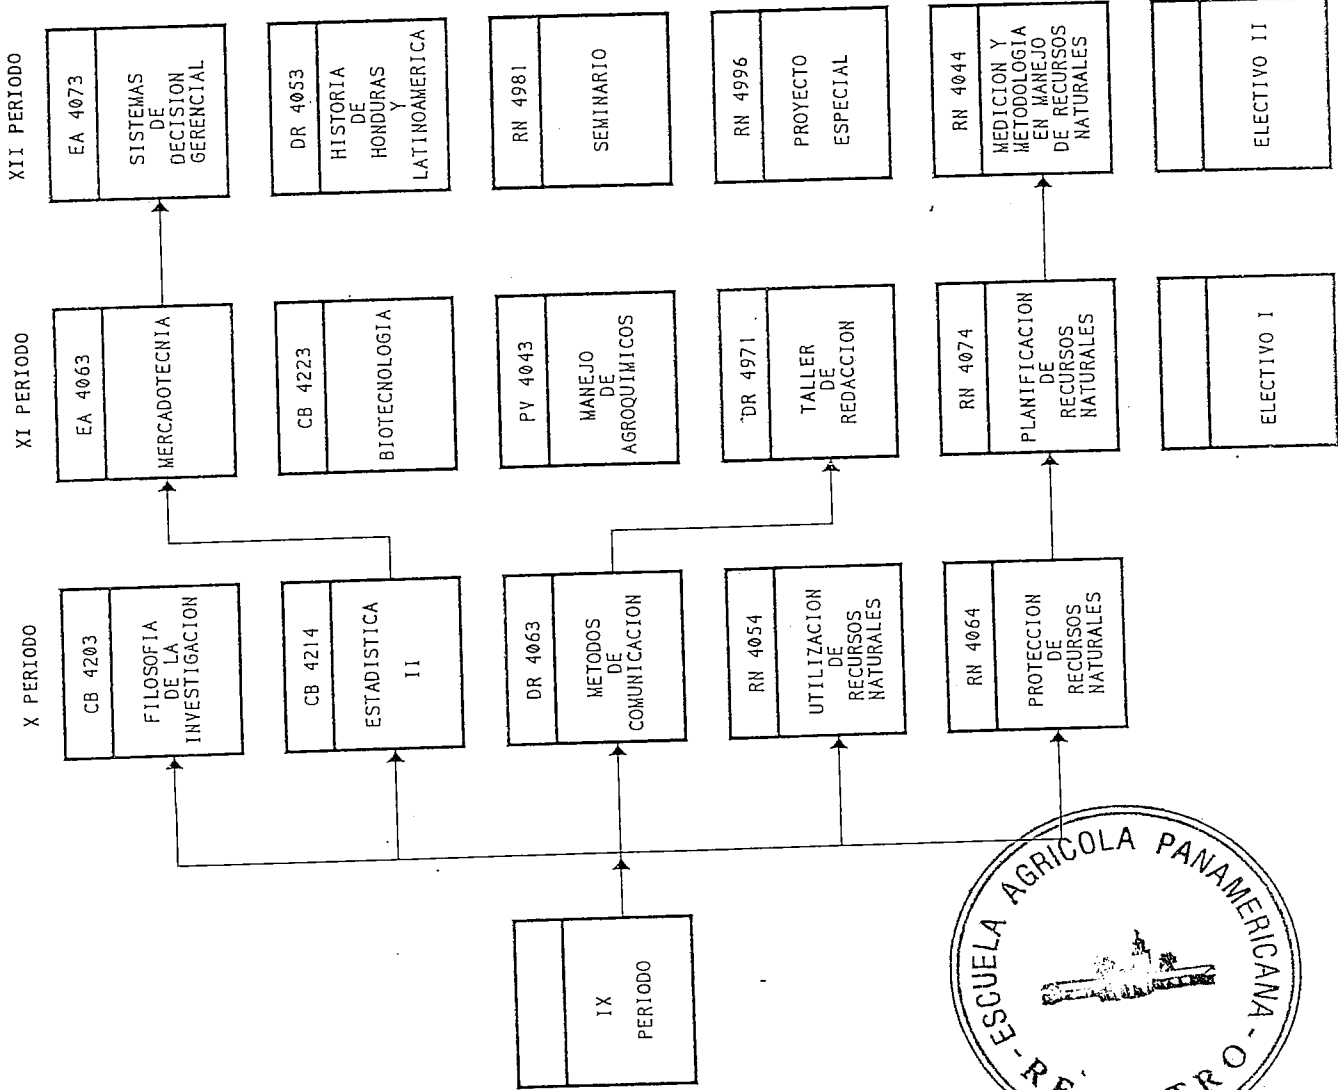 X PERIODO
XI PERIODO
XII PERIODO
IX
PERIODO
CB 4203
FILOSOFIA
DE LA
INVESTIGACION
CB 4214
ESTADISTICA
II
DR 4063
METODOS
DE
COMUNICACION
RN 4054
UTILIZACION
DE
RECURSOS
NATURALES
RN 4064
PROTECCION
DE
RECURSOS
NATURALES
EA 4063
MERCADOTECNIA
CB 4223
BIOTECNOLOGIA
PV 4043
MANEJO
DE
AGROQUIMICOS
DR 4971
TALLER
DE
REDACCION
RN 4074
PLANIFICACION
DE
RECURSOS
NATURALES
ELECTIVO I
EA 4073
SISTEMAS
DE
DECISION
GERENCIAL
DR 4053
HISTORIA
DE
HONDURAS
Y
LATINOAMERICA
RN 4981
SEMINARIO
RN 4996
PROYECTO
ESPECIAL
RN 4044
MEDICION Y
METODOLOGIA
EN MANEJO
DE RECURSOS
NATURALES
ELECTIVO II
ESCUELA AGRICOLA PANAMERICANA